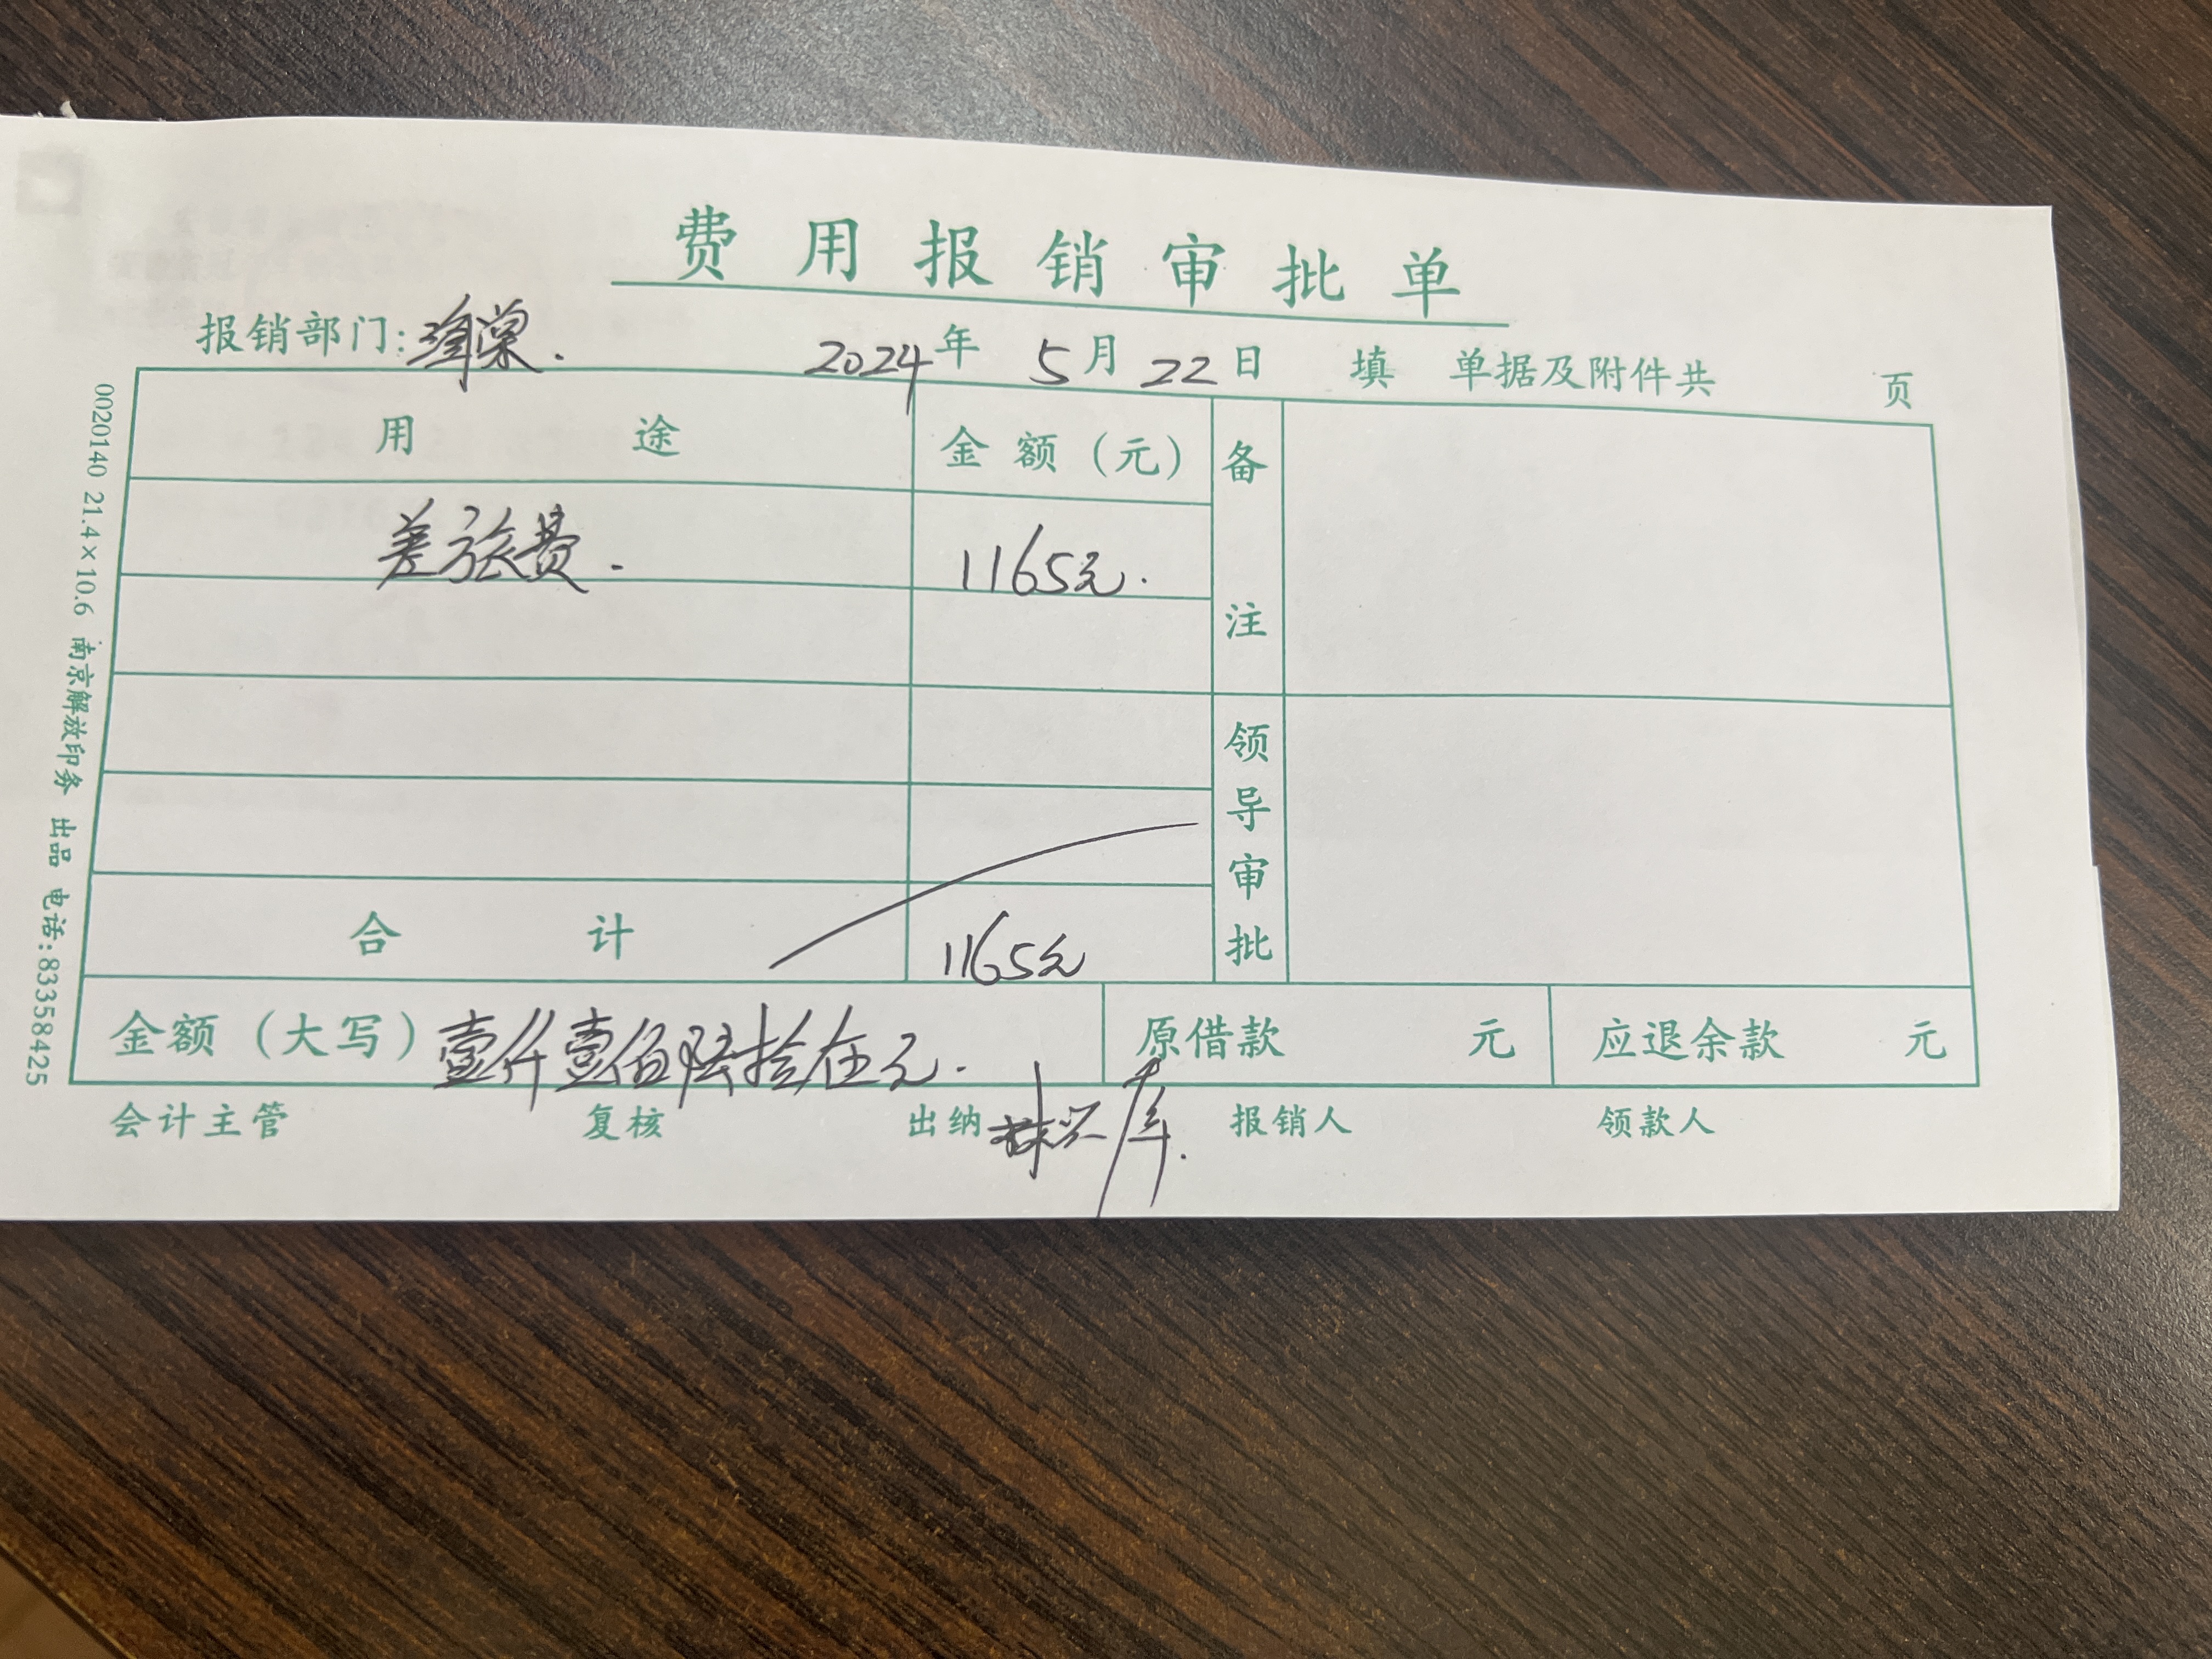 费用报销审批单
报销部门: 2024年5月22日 填 单据及附件共 页
用途 金额（元） 备注
差旅费. 1165元.
领导审批
合计 1165元
金额（大写）壹仟壹佰陆拾伍元. 原借款 元 应退余款 元
会计主管 复核 出纳 报销人 领款人
0020140 21.4×10.6 南京解放印务 出品 电话:83358425